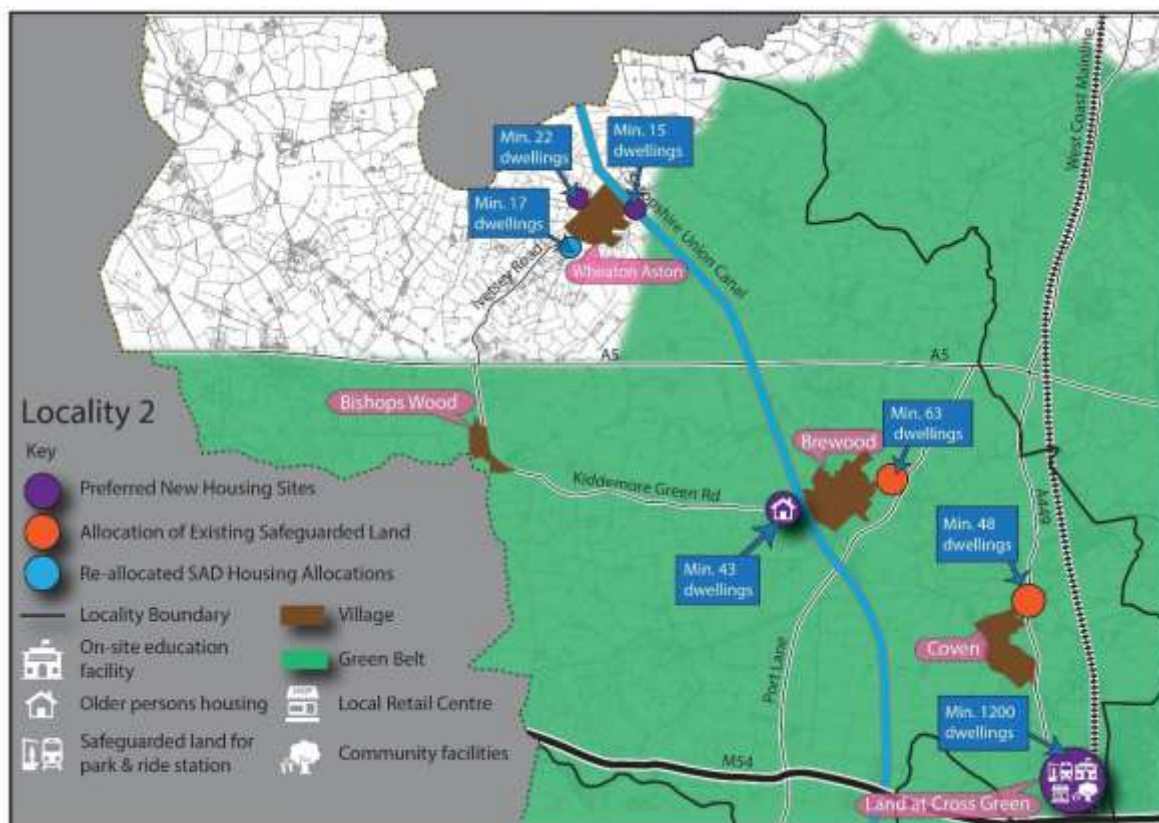 West Coast Mainline
Min. 22
dwellings
Min. 15
dwellings
Min. 17
dwellings
Shropshire Union Canal
Ivetsey Road
Wheaton Aston
A5
A5
Bishops Wood
Locality 2
Key
Preferred New Housing Sites
Allocation of Existing Safeguarded Land
Re-allocated SAD Housing Allocations
Locality Boundary
Village
On-site education
facility
Green Belt
Older persons housing
Local Retail Centre
Safeguarded land for
park & ride station
Community facilities
Min. 63
dwellings
Brewood
Kiddemore Green Rd
Min. 43
dwellings
A449
Min. 48
dwellings
Coven
Port Lane
Min. 1200
dwellings
M54
Land at Cross Green